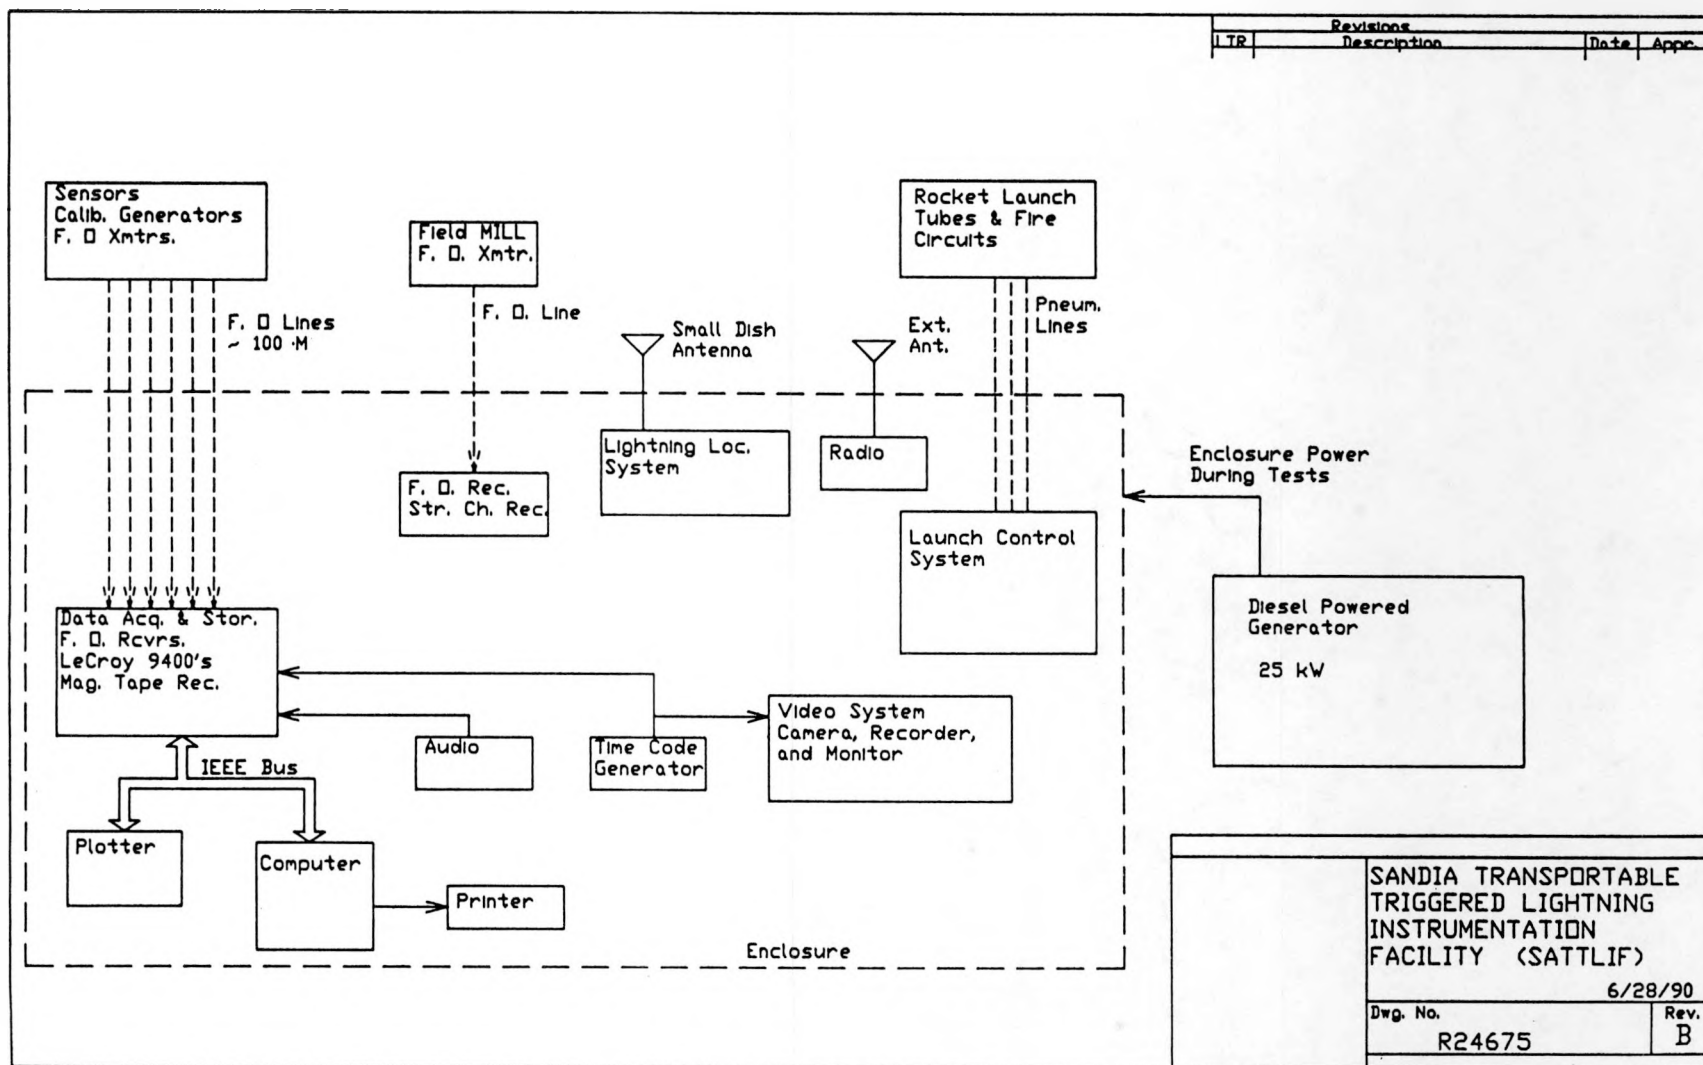 Revisions
LTR Description Date Appr.
Sensors
Calib. Generators
F. O Xmtrs.
Field MILL
F. O. Xmtr.
Rocket Launch
Tubes & Fire
Circuits
F. O Lines
~ 100 M
F. O. Line
Small Dish
Antenna
Ext.
Ant.
Pneum.
Lines
Lightning Loc.
System
Radio
F. O. Rec.
Str. Ch. Rec.
Launch Control
System
Enclosure Power
During Tests
Diesel Powered
Generator
25 kW
Data Acq. & Stor.
F. O. Rcvrs.
LeCroy 9400's
Mag. Tape Rec.
Audio
Time Code
Generator
Video System
Camera, Recorder,
and Monitor
IEEE Bus
Plotter
Computer
Printer
Enclosure
SANDIA TRANSPORTABLE
TRIGGERED LIGHTNING
INSTRUMENTATION
FACILITY (SATTLIF)
6/28/90
Dwg. No.
R24675
Rev.
B